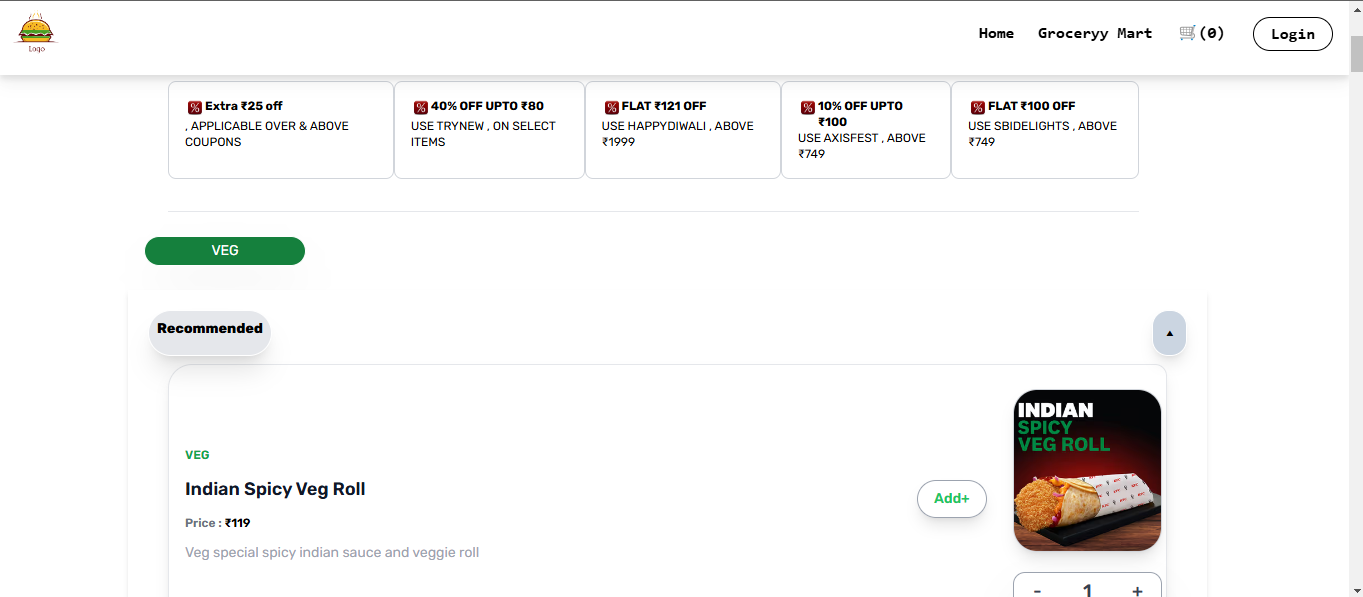 Logo
Home Groceryy Mart (0) Login
% Extra ₹25 off
, APPLICABLE OVER & ABOVE
COUPONS
% 40% OFF UPTO ₹80
USE TRYNEW , ON SELECT
ITEMS
% FLAT ₹121 OFF
USE HAPPYDIWALI , ABOVE
₹1999
% 10% OFF UPTO
₹100
USE AXISFEST , ABOVE
₹749
% FLAT ₹100 OFF
USE SBIDELIGHTS , ABOVE
₹749
VEG
Recommended
VEG
Indian Spicy Veg Roll
Price : ₹119
Veg special spicy indian sauce and veggie roll
Add+
INDIAN
SPICY
VEG ROLL
- 1 +